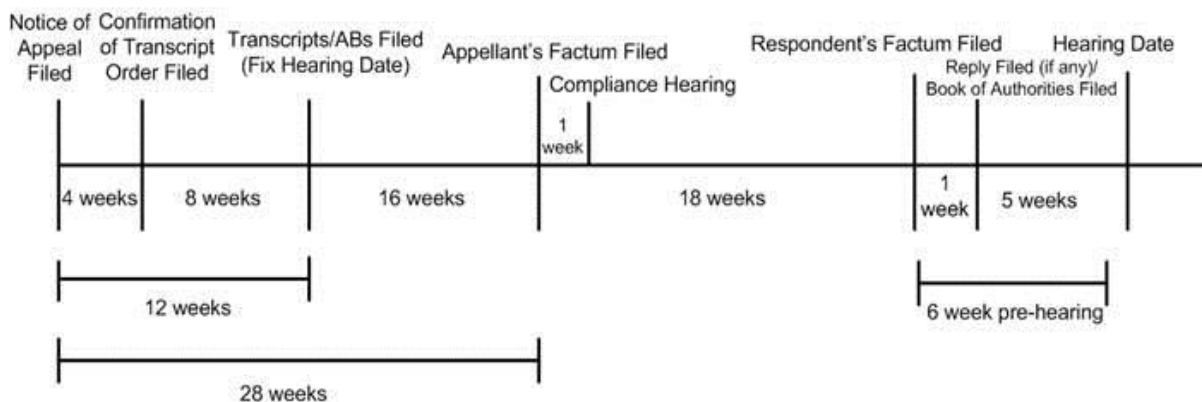 Notice of
Appeal
Filed
Confirmation
of Transcript
Order Filed
Transcripts/ABs Filed
(Fix Hearing Date)
Appellant's Factum Filed
Compliance Hearing
Respondent's Factum Filed
Reply Filed (if any)/
Book of Authorities Filed
Hearing Date
1
week
4 weeks
8 weeks
16 weeks
18 weeks
1
week
5 weeks
12 weeks
6 week pre-hearing
28 weeks